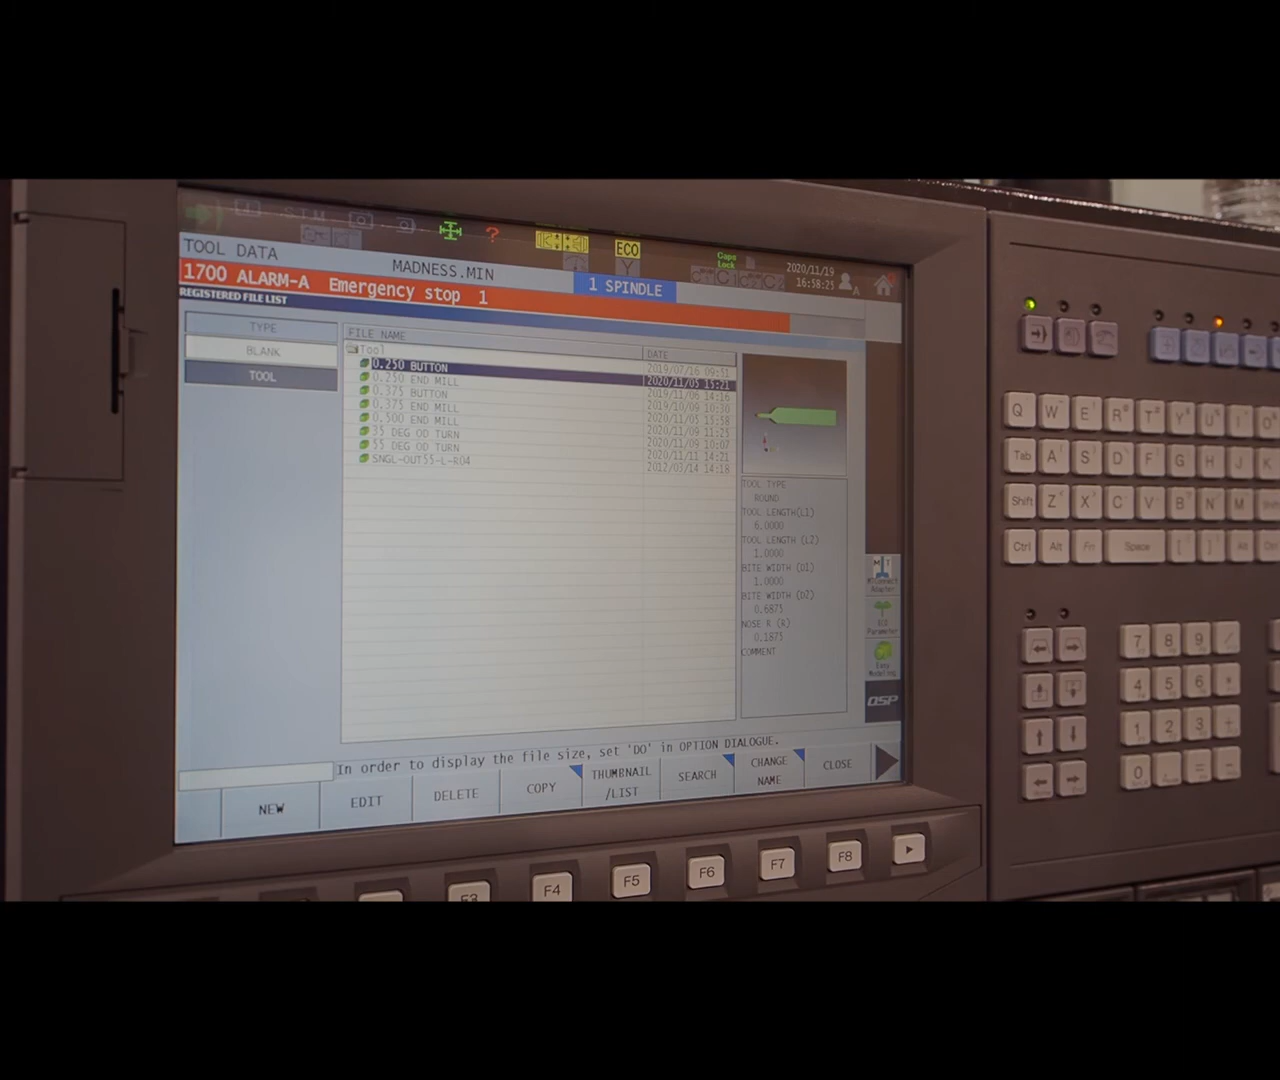 ECO
Caps
Lock
2020/11/19
16:58:25
TOOL DATA
MADNESS.MIN
1 SPINDLE
1700 ALARM-A Emergency stop 1
REGISTERED FILE LIST
TYPE
BLANK
TOOL
FILE NAME
DATE
Tool
2019/07/16 09:51
0.250 BUTTON
2020/11/05 15:21
0.250 END MILL
2019/11/06 14:16
0.375 BUTTON
2019/10/09 10:30
0.375 END MILL
2020/11/05 15:58
0.500 END MILL
2020/11/09 11:25
35 DEG OD TURN
2020/11/09 10:07
55 DEG OD TURN
2020/11/11 14:21
SNGL-OUT55-L-R04
2012/03/14 14:18
TOOL TYPE
ROUND
TOOL LENGTH(L1)
6.0000
TOOL LENGTH (L2)
1.0000
BITE WIDTH (D1)
1.0000
BITE WIDTH (D2)
0.6875
NOSE R (R)
0.1875
COMMENT
OSP
In order to display the file size, set 'DO' in OPTION DIALOGUE.
NEW
EDIT
DELETE
COPY
THUMBNAIL
/LIST
SEARCH
CHANGE
NAME
CLOSE
F3
F4
F5
F6
F7
F8
Q W E R T Y U I O
Tab A S D F G H J K
Shift Z X C V B N M
Ctrl Alt Fn Space
7 8 9 /
4 5 6 *
1 2 3 +
0 . = -